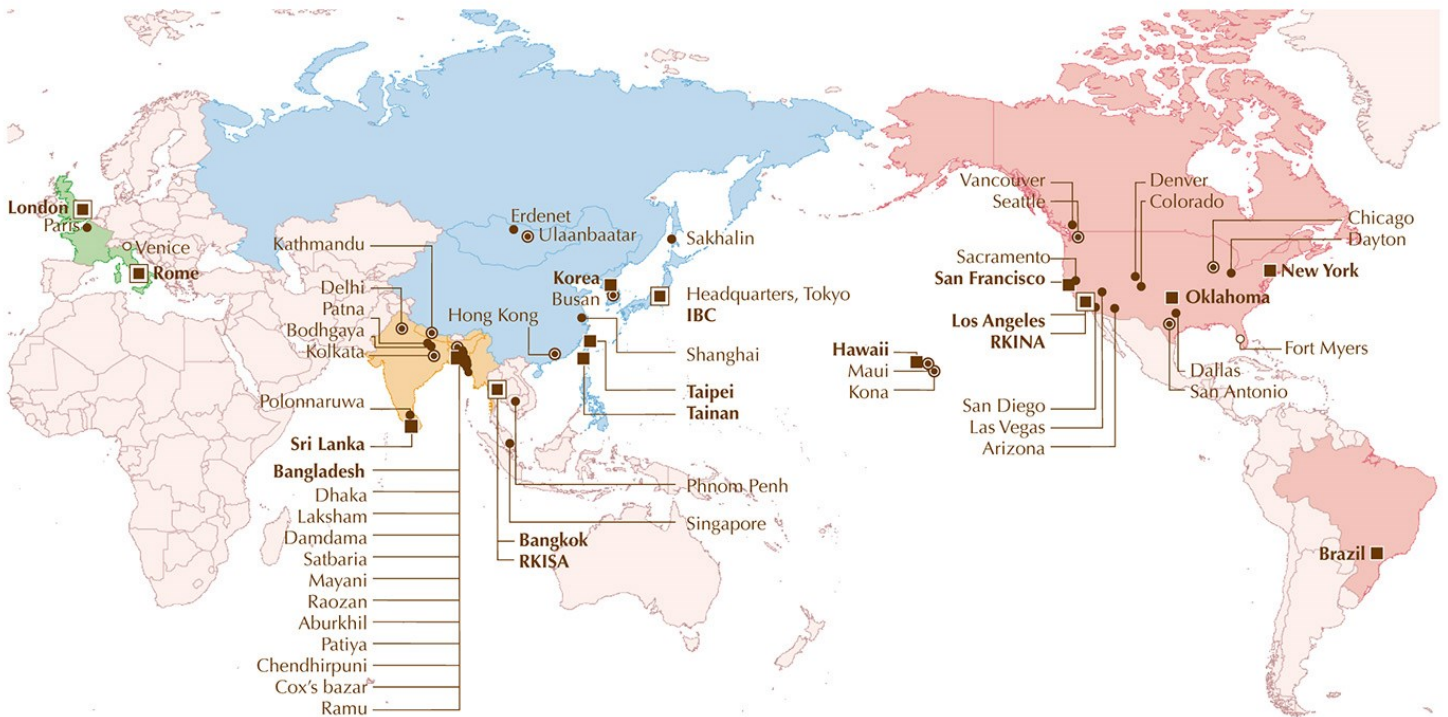 London
Paris
Venice
Rome
Kathmandu
Delhi
Patna
Bodhgaya
Kolkata
Polonnaruwa
Sri Lanka
Bangladesh
Dhaka
Laksham
Damdama
Satbaria
Mayani
Raozan
Aburkhil
Patiya
Chendhirpuni
Cox's bazar
Ramu
Erdenet
Ulaanbaatar
Sakhalin
Korea
Busan
Headquarters, Tokyo
IBC
Hong Kong
Shanghai
Taipei
Tainan
Phnom Penh
Singapore
Bangkok
RKISA
Hawaii
Maui
Kona
Vancouver
Seattle
Sacramento
San Francisco
Los Angeles
RKINA
San Diego
Las Vegas
Arizona
Denver
Colorado
Chicago
Dayton
New York
Oklahoma
Fort Myers
Dallas
San Antonio
Brazil